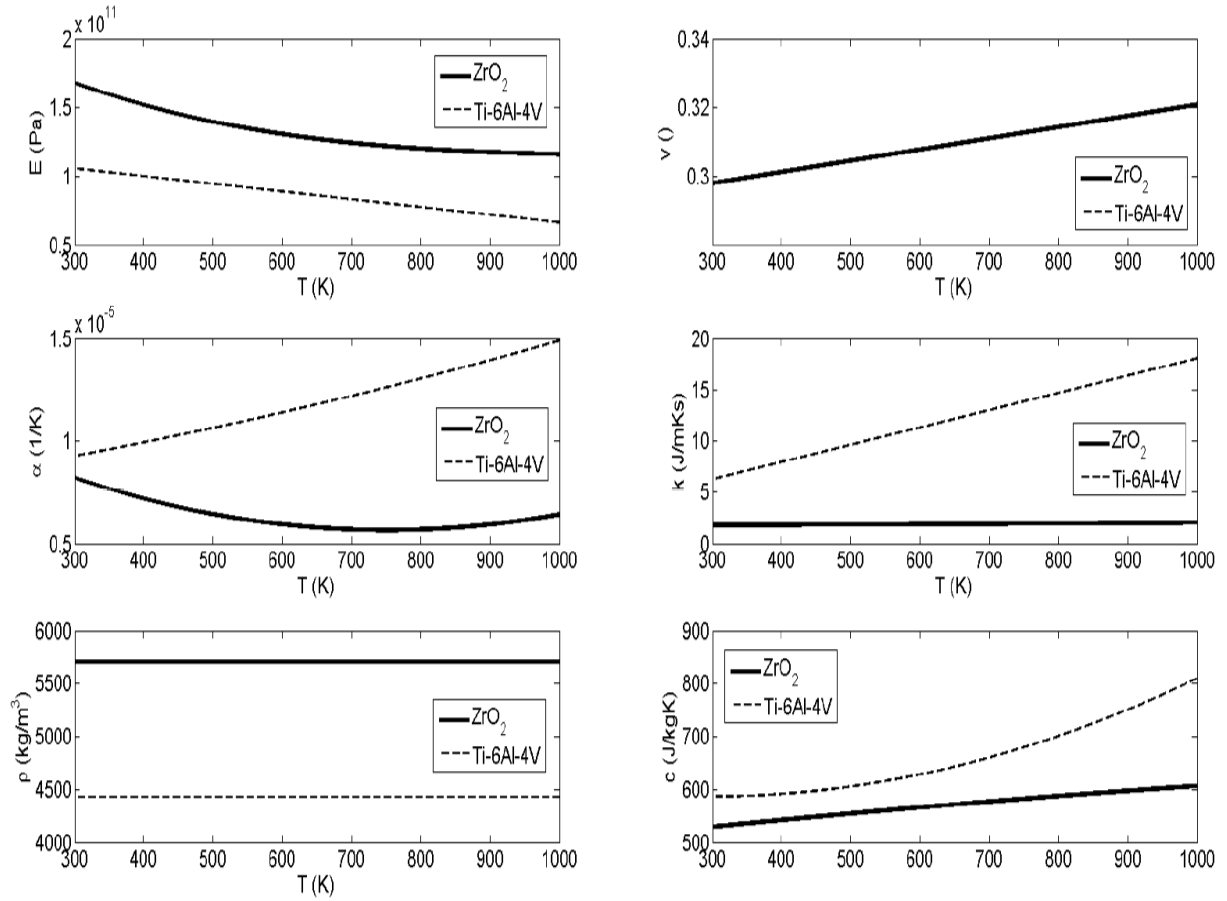 x 10^11
2
1.5
1
0.5
E (Pa)
300 400 500 600 700 800 900 1000
T (K)
ZrO₂
Ti-6Al-4V
0.34
0.32
0.3
ν ()
300 400 500 600 700 800 900 1000
T (K)
ZrO₂
Ti-6Al-4V
x 10^-5
1.5
1
0.5
α (1/K)
300 400 500 600 700 800 900 1000
T (K)
ZrO₂
Ti-6Al-4V
20
15
10
5
0
k (J/mKs)
300 400 500 600 700 800 900 1000
T (K)
ZrO₂
Ti-6Al-4V
6000
5500
5000
4500
4000
ρ (kg/m³)
300 400 500 600 700 800 900 1000
T (K)
ZrO₂
Ti-6Al-4V
900
800
700
600
500
c (J/kgK)
300 400 500 600 700 800 900 1000
T (K)
ZrO₂
Ti-6Al-4V